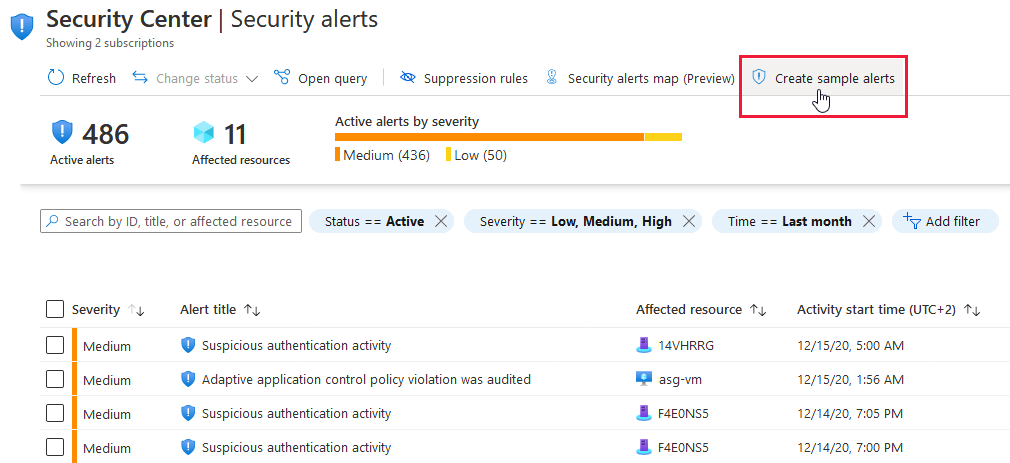 Security Center | Security alerts
Showing 2 subscriptions
Refresh Change status Open query Suppression rules Security alerts map (Preview) Create sample alerts
486 11 Active alerts by severity
Active alerts Affected resources Medium (436) Low (50)
Search by ID, title, or affected resource Status == Active Severity == Low, Medium, High Time == Last month Add filter
Severity Alert title Affected resource Activity start time (UTC+2)
Medium Suspicious authentication activity 14VHRRG 12/15/20, 5:00 AM
Medium Adaptive application control policy violation was audited asg-vm 12/15/20, 1:56 AM
Medium Suspicious authentication activity F4E0NS5 12/14/20, 7:05 PM
Medium Suspicious authentication activity F4E0NS5 12/14/20, 7:00 PM